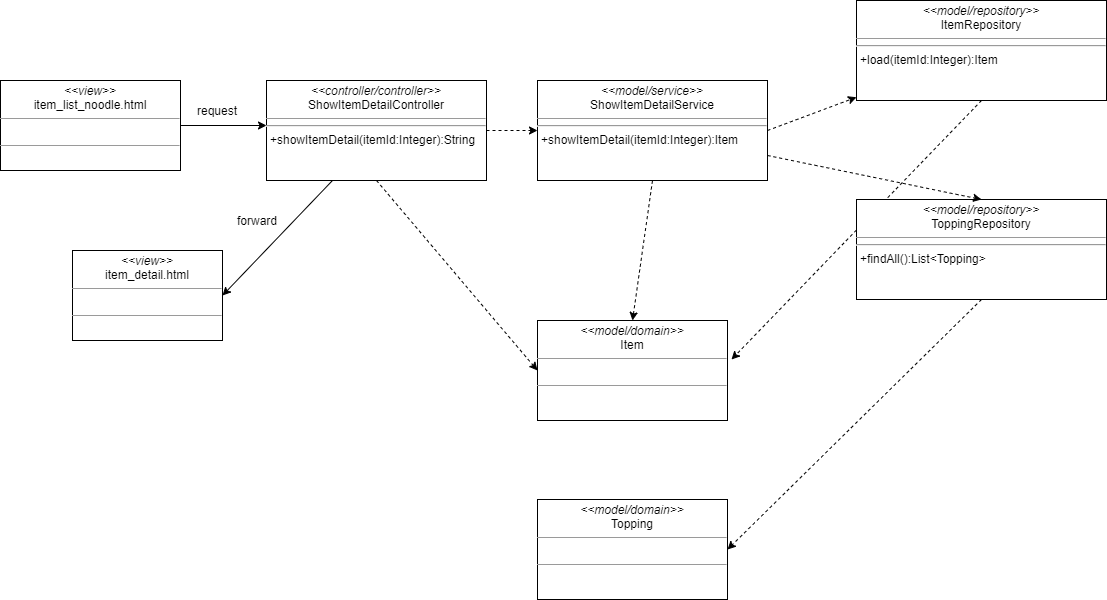 <<model/repository>>
ItemRepository
+load(itemId:Integer):Item
<<view>>
item_list_noodle.html
request
<<controller/controller>>
ShowItemDetailController
+showItemDetail(itemId:Integer):String
<<model/service>>
ShowItemDetailService
+showItemDetail(itemId:Integer):Item
<<model/repository>>
ToppingRepository
+findAll():List<Topping>
forward
<<view>>
item_detail.html
<<model/domain>>
Item
<<model/domain>>
Topping